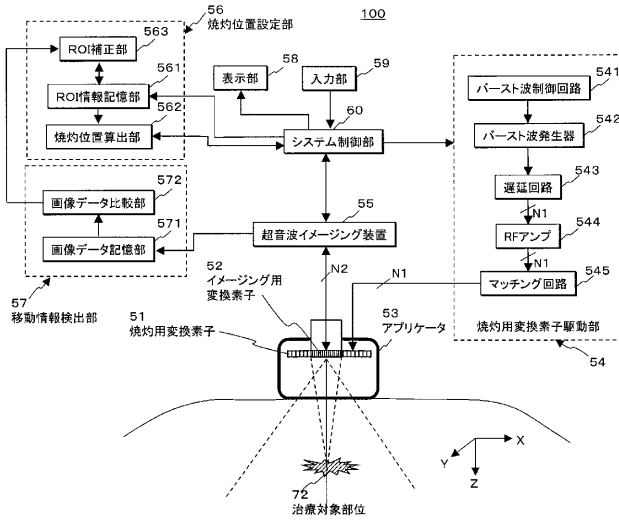 100
56
焼灼位置設定部
ROI補正部
563
ROI情報記憶部
561
562
焼灼位置算出部
表示部
58
入力部
59
60
システム制御部
バースト波制御回路
541
バースト波発生器
542
遅延回路
543
N1
RFアンプ
544
N1
マッチング回路
545
焼灼用変換素子駆動部
54
572
画像データ比較部
571
画像データ記憶部
57
移動情報検出部
55
超音波イメージング装置
N2
N1
52
イメージング用
変換素子
51
焼灼用変換素子
53
アプリケータ
72
治療対象部位
X
Y
Z